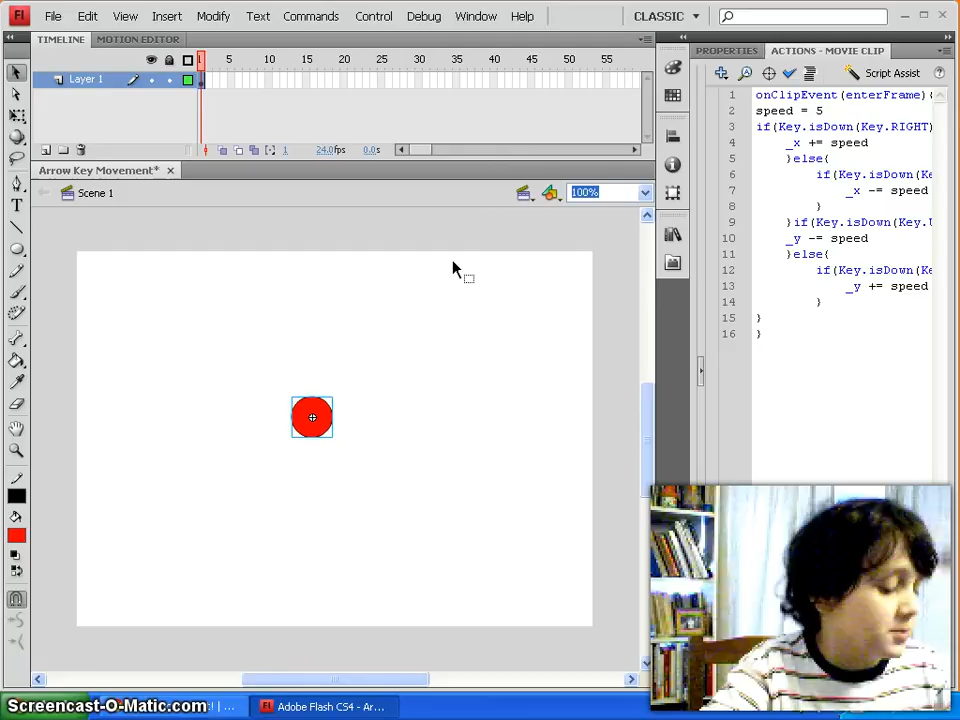 Fl File Edit View Insert Modify Text Commands Control Debug Window Help CLASSIC
TIMELINE MOTION EDITOR
1 5 10 15 20 25 30 35 40 45 50 55
Layer 1
1 24.0fps 0.0s
Arrow Key Movement*
Scene 1
100%
PROPERTIES ACTIONS - MOVIE CLIP
Script Assist
1 onClipEvent(enterFrame){
2 speed = 5
3 if(Key.isDown(Key.RIGHT)
4 _x += speed
5 }else{
6 if(Key.isDown(Ke
7 _x -= speed
8 }
9 }if(Key.isDown(Key.U
10 _y -= speed
11 }else{
12 if(Key.isDown(Ke
13 _y += speed
14 }
15 }
16 }
Screencast-O-Matic.com
! | ...
Fl Adobe Flash CS4 - Ar...